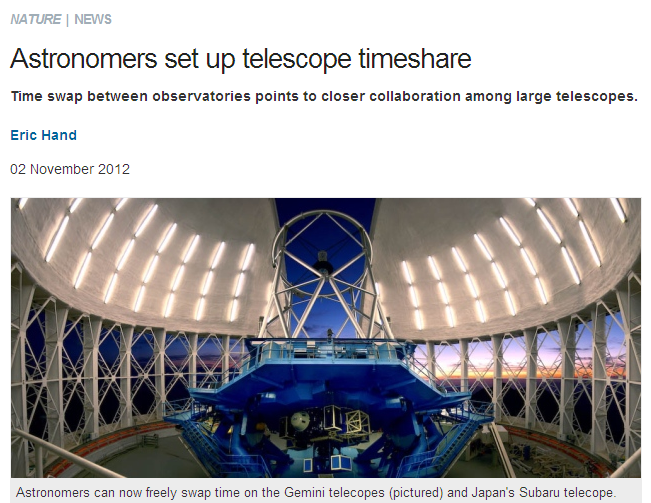 NATURE | NEWS
Astronomers set up telescope timeshare
Time swap between observatories points to closer collaboration among large telescopes.
Eric Hand
02 November 2012
Astronomers can now freely swap time on the Gemini telecopes (pictured) and Japan's Subaru telecope.